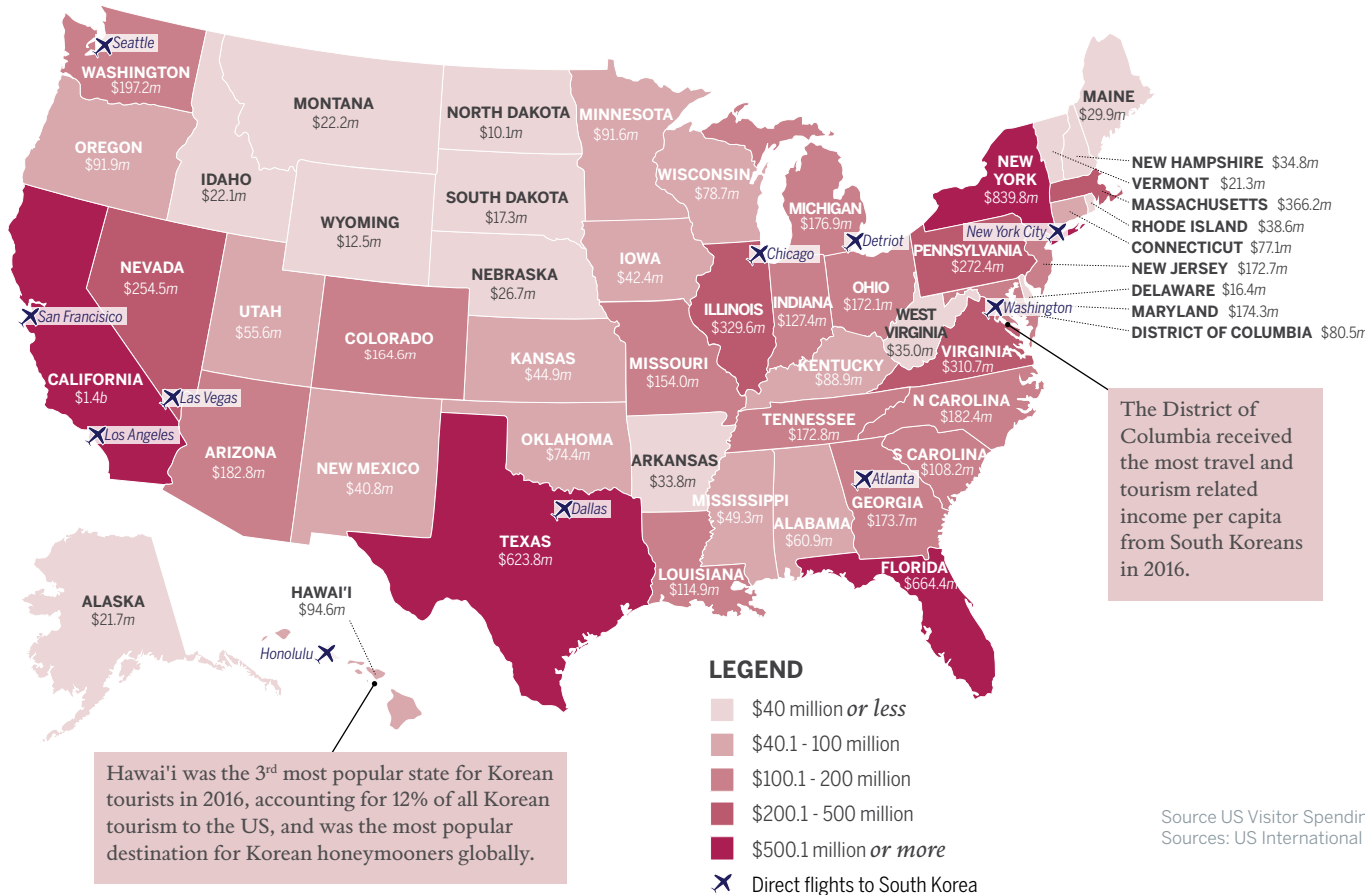 Seattle
WASHINGTON
$197.2m
MONTANA
$22.2m
NORTH DAKOTA
$10.1m
MINNESOTA
$91.6m
MAINE
$29.9m
OREGON
$91.9m
IDAHO
$22.1m
WYOMING
$12.5m
SOUTH DAKOTA
$17.3m
WISCONSIN
$78.7m
MICHIGAN
$176.9m
NEW
YORK
$839.8m
NEW HAMPSHIRE $34.8m
VERMONT $21.3m
MASSACHUSETTS $366.2m
RHODE ISLAND $38.6m
CONNECTICUT $77.1m
NEW JERSEY $172.7m
DELAWARE $16.4m
MARYLAND $174.3m
DISTRICT OF COLUMBIA $80.5m
New York City
Detriot
Chicago
PENNSYLVANIA
$272.4m
NEVADA
$254.5m
UTAH
$55.6m
COLORADO
$164.6m
NEBRASKA
$26.7m
IOWA
$42.4m
ILLINOIS
$329.6m
INDIANA
$127.4m
OHIO
$172.1m
WEST
VIRGINIA
$35.0m
Washington
VIRGINIA
$310.7m
San Francisico
CALIFORNIA
$1.4b
Las Vegas
Los Angeles
KANSAS
$44.9m
MISSOURI
$154.0m
KENTUCKY
$88.9m
N CAROLINA
$182.4m
TENNESSEE
$172.8m
ARIZONA
$182.8m
NEW MEXICO
$40.8m
OKLAHOMA
$74.4m
ARKANSAS
$33.8m
S CAROLINA
$108.2m
Atlanta
GEORGIA
$173.7m
MISSISSIPPI
$49.3m
ALABAMA
$60.9m
Dallas
TEXAS
$623.8m
LOUISIANA
$114.9m
FLORIDA
$664.4m
The District of
Columbia received
the most travel and
tourism related
income per capita
from South Koreans
in 2016.
ALASKA
$21.7m
HAWAI'I
$94.6m
Honolulu
Hawai'i was the 3rd most popular state for Korean
tourists in 2016, accounting for 12% of all Korean
tourism to the US, and was the most popular
destination for Korean honeymooners globally.
LEGEND
$40 million or less
$40.1 - 100 million
$100.1 - 200 million
$200.1 - 500 million
$500.1 million or more
Direct flights to South Korea
Source US Visitor Spendin
Sources: US International